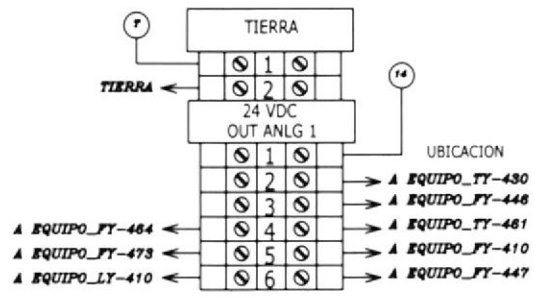 7
TIERRA
1
TIERRA 2
24 VDC
OUT ANLG 1
14
1
UBICACION
2 A EQUIPO_TY-430
3 A EQUIPO_FY-446
A EQUIPO_FY-464 4 A EQUIPO_TY-461
A EQUIPO_FY-473 5 A EQUIPO_FY-410
A EQUIPO_LY-410 6 A EQUIPO_FY-447